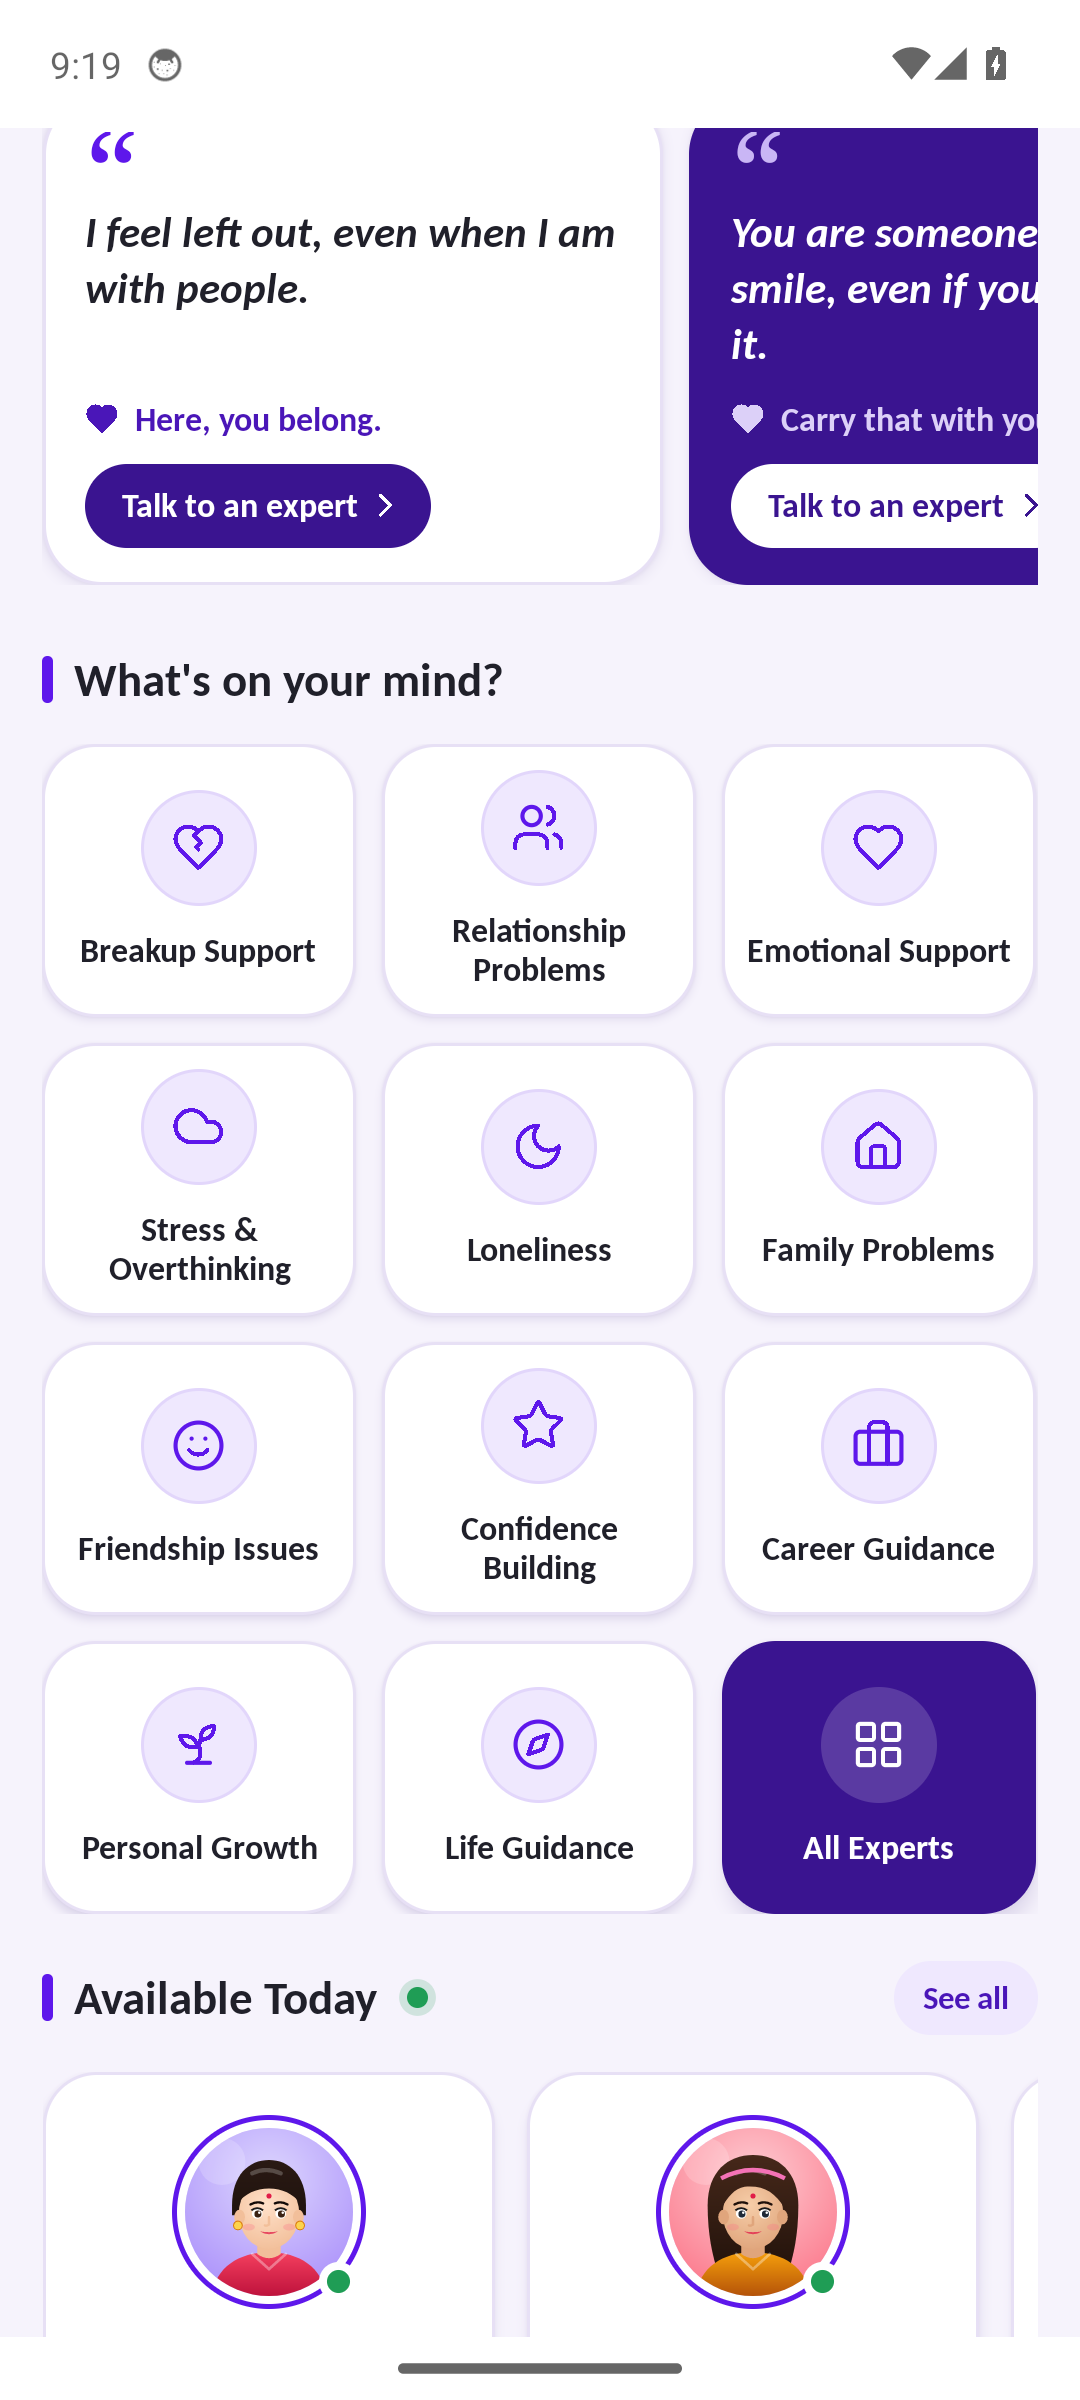 9:19
“
I feel left out, even when I am
with people.
Here, you belong.
Talk to an expert
“
You are someone
smile, even if you
it.
Carry that with you
Talk to an expert
What's on your mind?
Breakup Support
Relationship
Problems
Emotional Support
Stress &
Overthinking
Loneliness
Family Problems
Friendship Issues
Confidence
Building
Career Guidance
Personal Growth
Life Guidance
All Experts
Available Today
See all